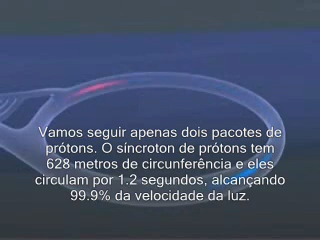 Vamos seguir apenas dois pacotes de
prótons. O síncroton de prótons tem
628 metros de circunferência e eles
circulam por 1.2 segundos, alcançando
99.9% da velocidade da luz.